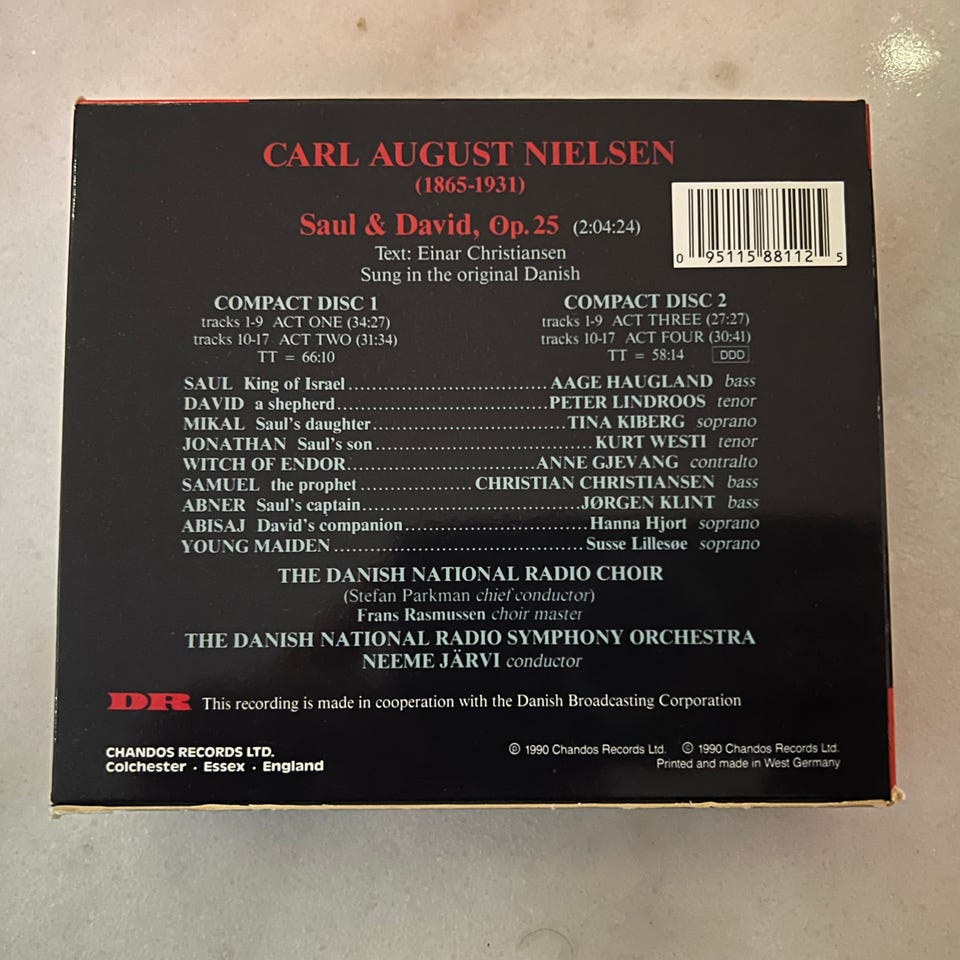 CARL AUGUST NIELSEN
(1865-1931)
Saul & David, Op.25 (2:04:24)
Text: Einar Christiansen
Sung in the original Danish
0 95115 88112 5
COMPACT DISC 1
tracks 1-9 ACT ONE (34:27)
tracks 10-17 ACT TWO (31:34)
TT = 66:10
COMPACT DISC 2
tracks 1-9 ACT THREE (27:27)
tracks 10-17 ACT FOUR (30:41)
TT = 58:14 DDD
SAUL King of Israel................................AAGE HAUGLAND bass
DAVID a shepherd..................................PETER LINDROOS tenor
MIKAL Saul's daughter...............................TINA KIBERG soprano
JONATHAN Saul's son..................................KURT WESTI tenor
WITCH OF ENDOR...............................ANNE GJEVANG contralto
SAMUEL the prophet..................CHRISTIAN CHRISTIANSEN bass
ABNER Saul's captain...................................JØRGEN KLINT bass
ABISAJ David's companion..............................Hanna Hjort soprano
YOUNG MAIDEN.......................................Susse Lillesøe soprano
THE DANISH NATIONAL RADIO CHOIR
(Stefan Parkman chief conductor)
Frans Rasmussen choir master
THE DANISH NATIONAL RADIO SYMPHONY ORCHESTRA
NEEME JÄRVI conductor
DR This recording is made in cooperation with the Danish Broadcasting Corporation
CHANDOS RECORDS LTD.
Colchester · Essex · England
℗ 1990 Chandos Records Ltd. © 1990 Chandos Records Ltd.
Printed and made in West Germany